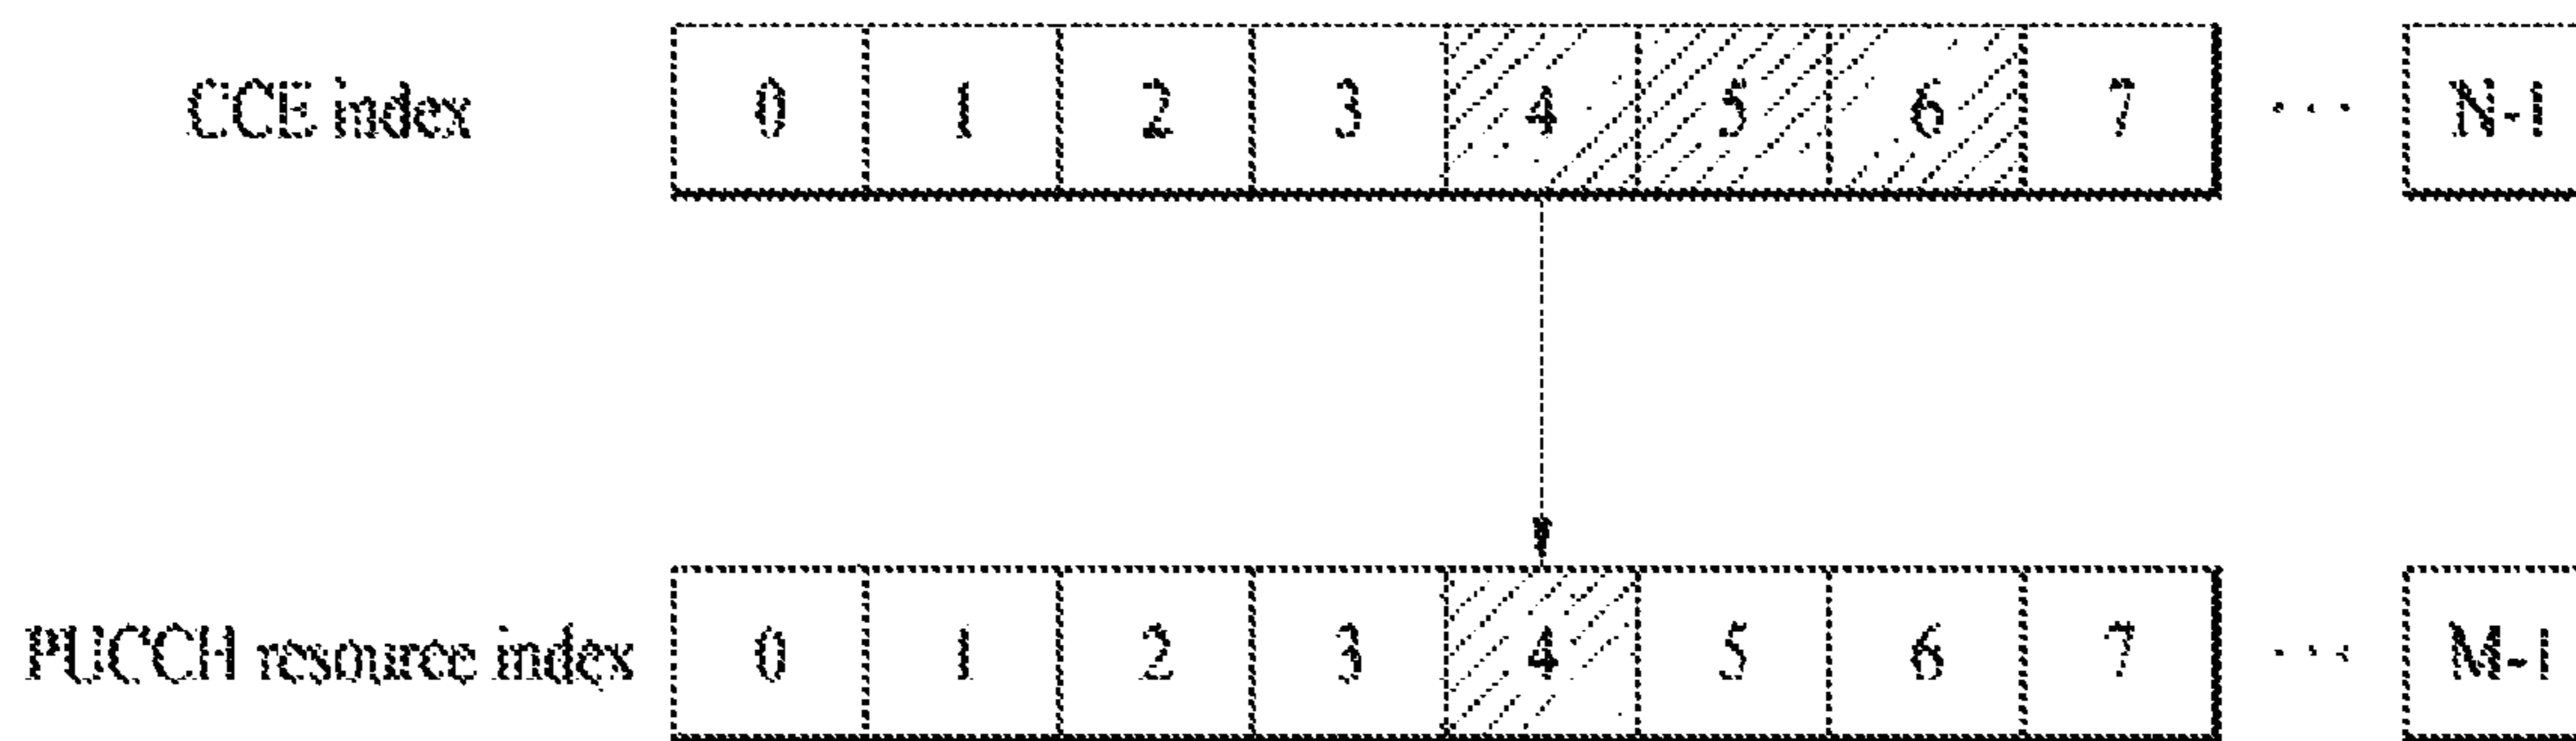 CCE index 0 1 2 3 4 5 6 7 ... N-1
PUCCH resource index 0 1 2 3 4 5 6 7 ... M-1